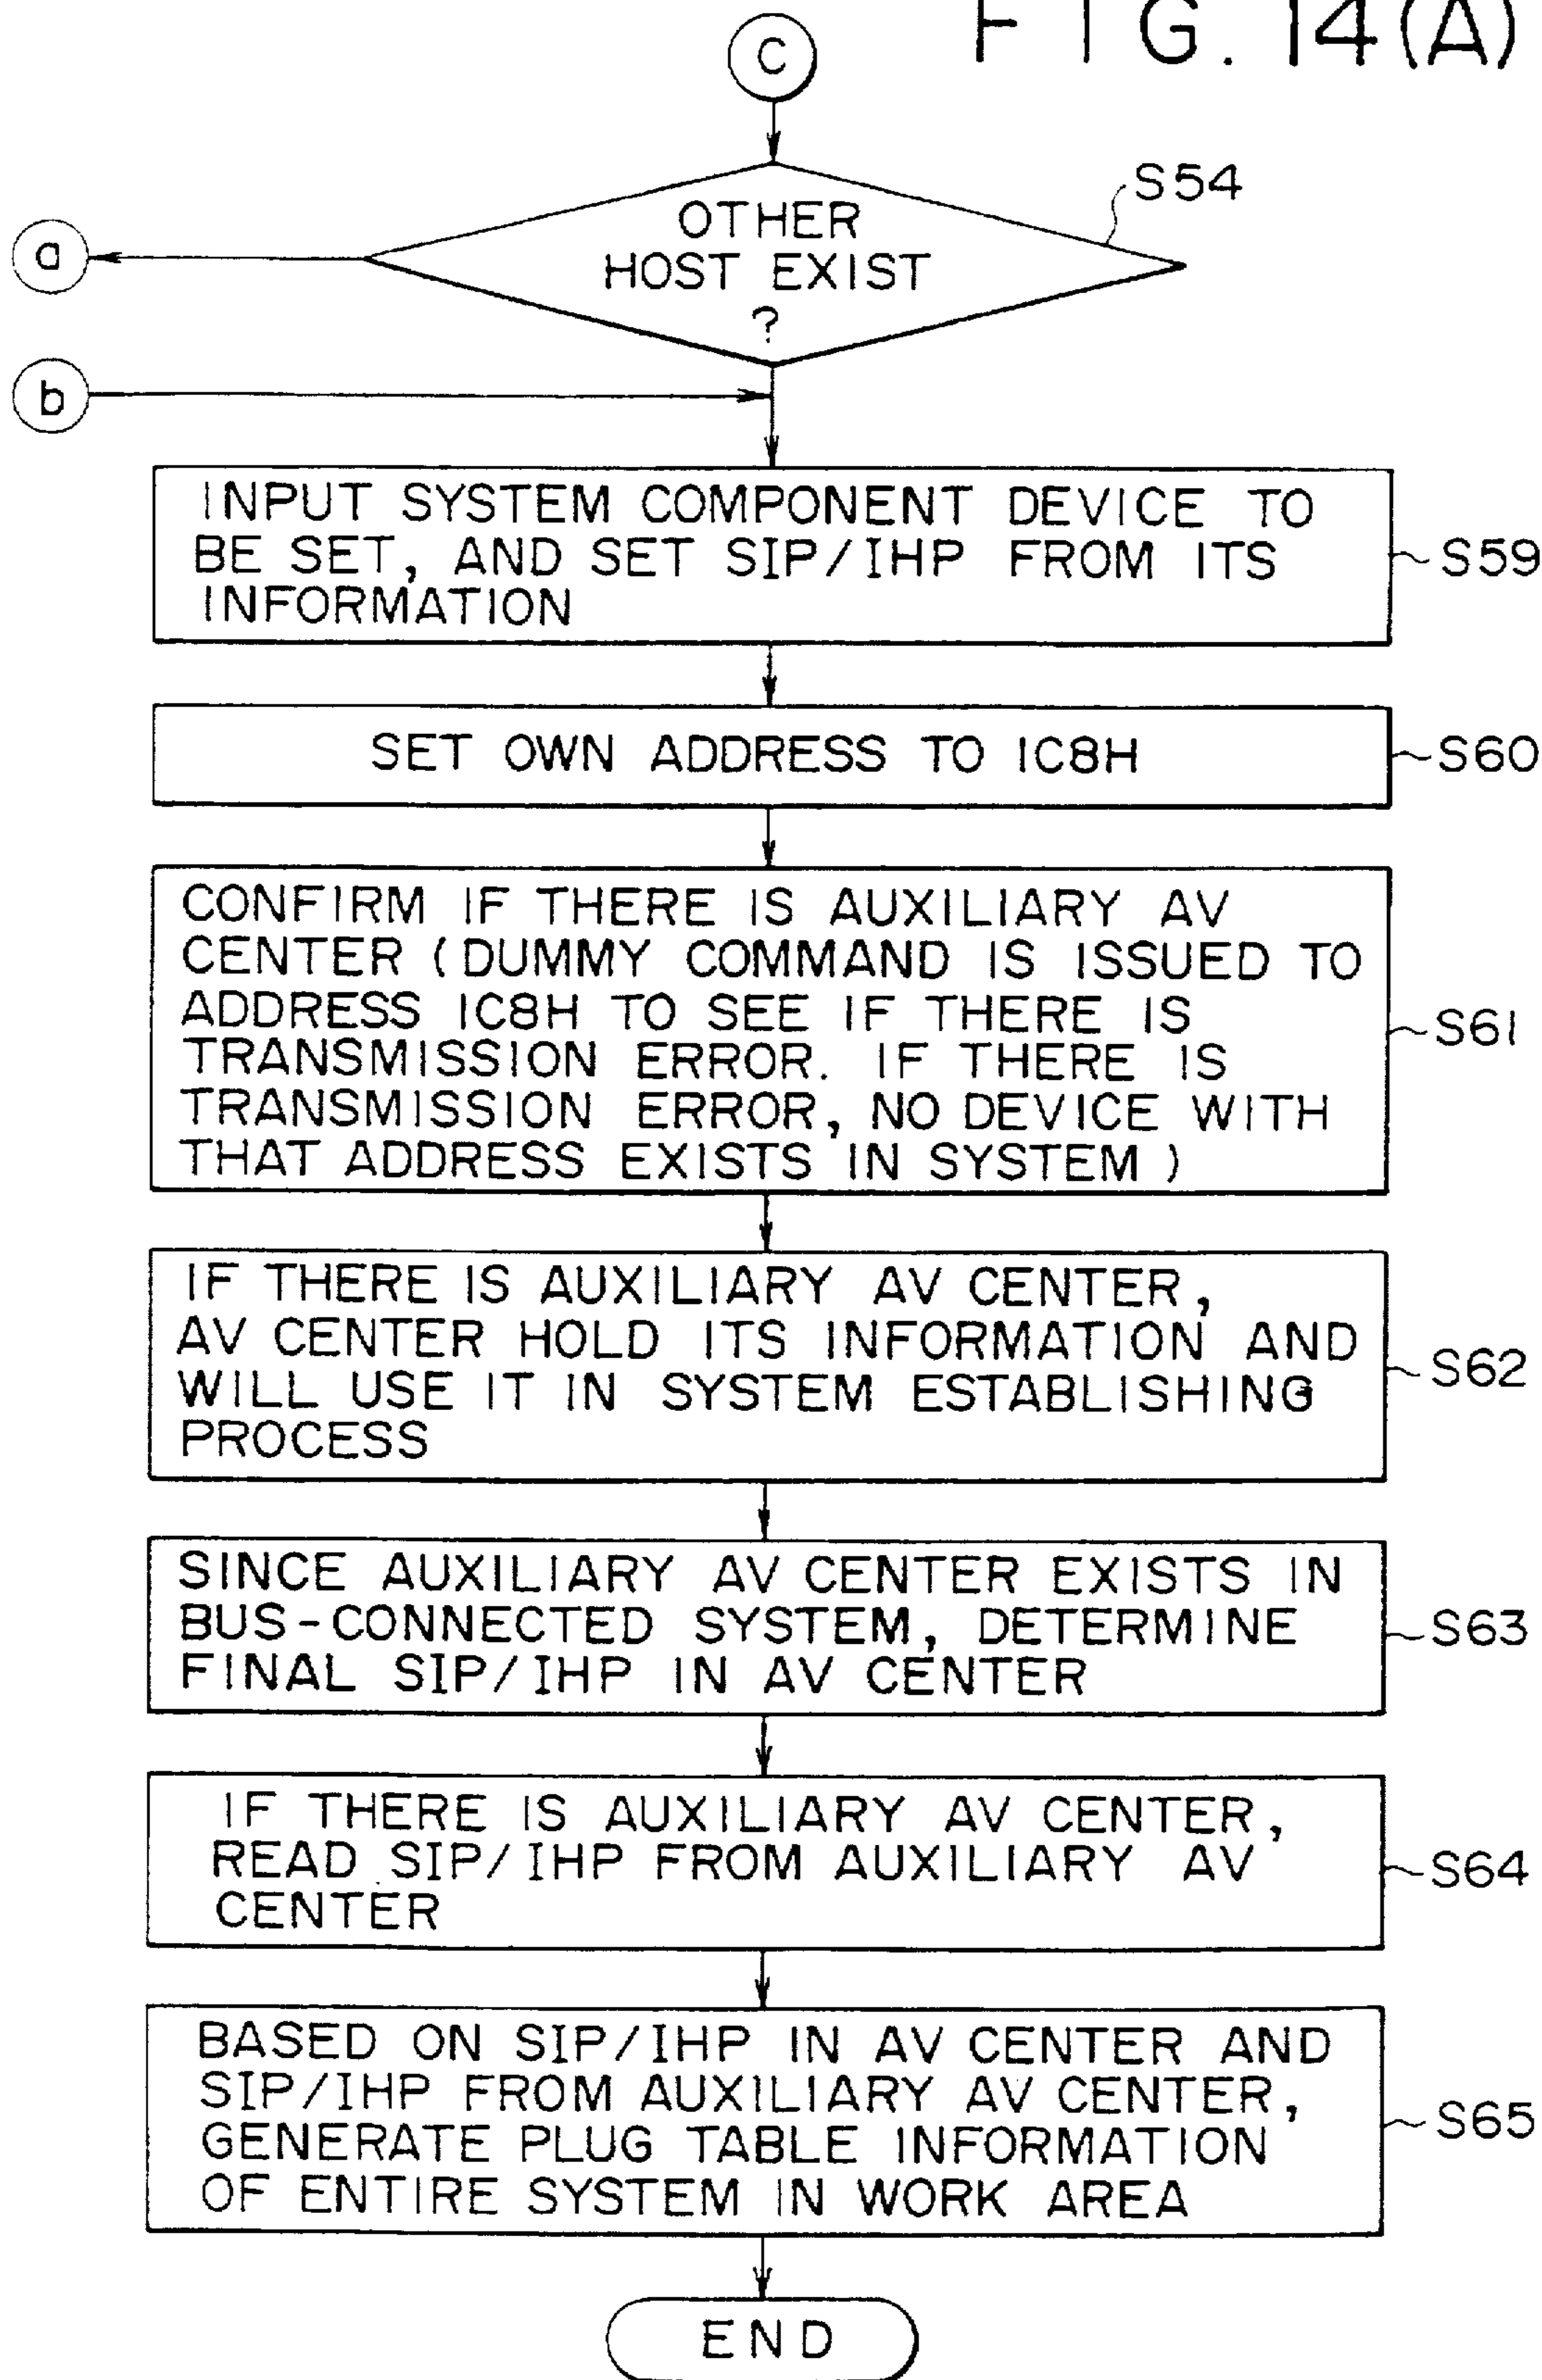 FIG. 14(A)
C
S54
OTHER
HOST EXIST
?
a
b
INPUT SYSTEM COMPONENT DEVICE TO
BE SET, AND SET SIP/IHP FROM ITS
INFORMATION
S59
SET OWN ADDRESS TO 1C8H
S60
CONFIRM IF THERE IS AUXILIARY AV
CENTER (DUMMY COMMAND IS ISSUED TO
ADDRESS 1C8H TO SEE IF THERE IS
TRANSMISSION ERROR. IF THERE IS
TRANSMISSION ERROR, NO DEVICE WITH
THAT ADDRESS EXISTS IN SYSTEM)
S61
IF THERE IS AUXILIARY AV CENTER,
AV CENTER HOLD ITS INFORMATION AND
WILL USE IT IN SYSTEM ESTABLISHING
PROCESS
S62
SINCE AUXILIARY AV CENTER EXISTS IN
BUS-CONNECTED SYSTEM, DETERMINE
FINAL SIP/IHP IN AV CENTER
S63
IF THERE IS AUXILIARY AV CENTER,
READ SIP/IHP FROM AUXILIARY AV
CENTER
S64
BASED ON SIP/IHP IN AV CENTER AND
SIP/IHP FROM AUXILIARY AV CENTER,
GENERATE PLUG TABLE INFORMATION
OF ENTIRE SYSTEM IN WORK AREA
S65
END